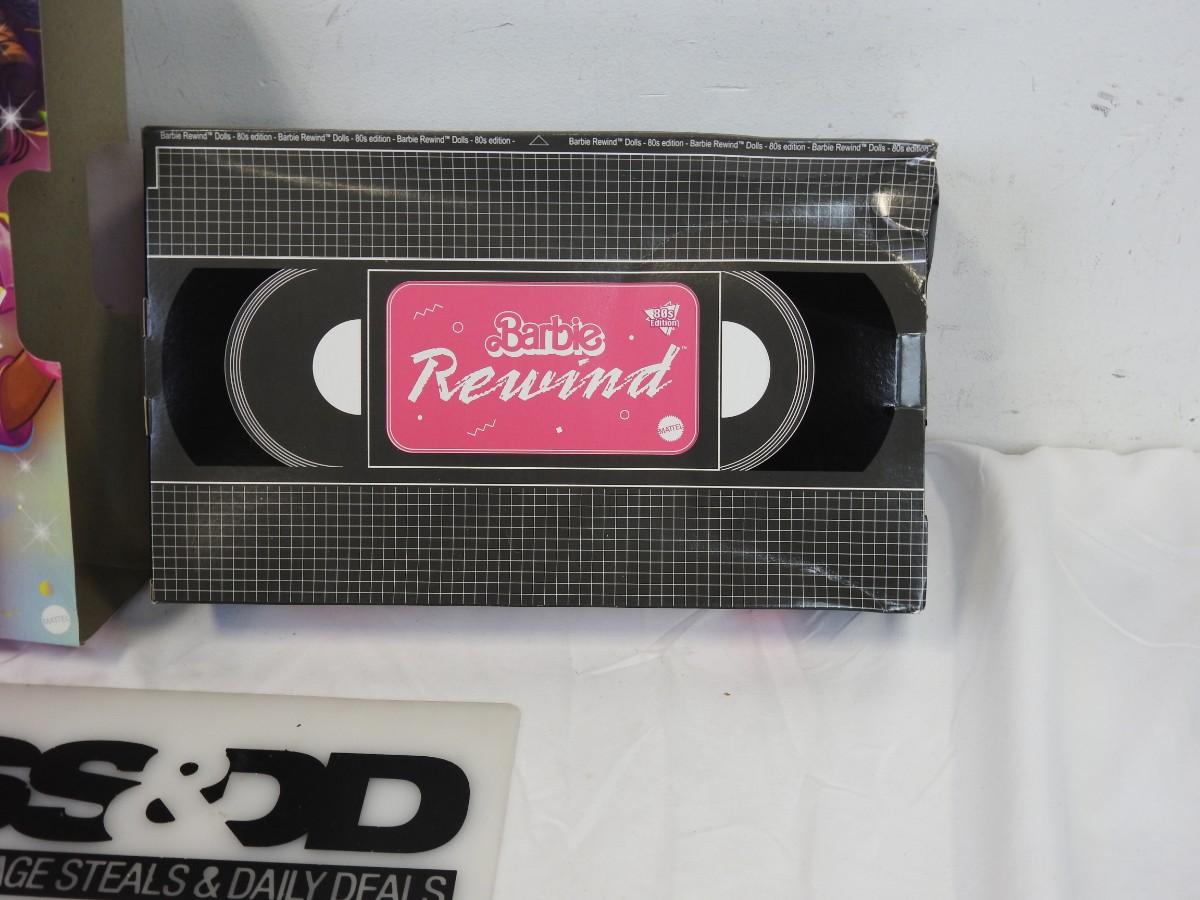 Barbie Rewind™ Dolls - 80s edition - Barbie Rewind™ Dolls - 80s edition - Barbie Rewind™ Dolls - 80s edition - Barbie Rewind™ Dolls - 80s edition - Barbie Rewind™ Dolls - 80s edition - Barbie Rewind™ Dolls - 80s edition
Barbie
80s
Edition
Rewind™
MATTEL
MATTEL
SS&DD
AGE STEALS & DAILY DEALS